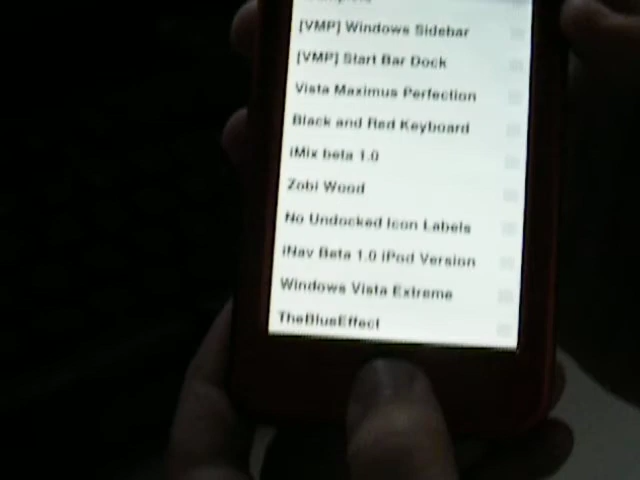 [VMP] Windows Sidebar
[VMP] Start Bar Dock
Vista Maximus Perfection
Black and Red Keyboard
iMix beta 1.0
Zobi Wood
No Undocked Icon Labels
iNav Beta 1.0 iPod Version
Windows Vista Extreme
TheBlueEffect